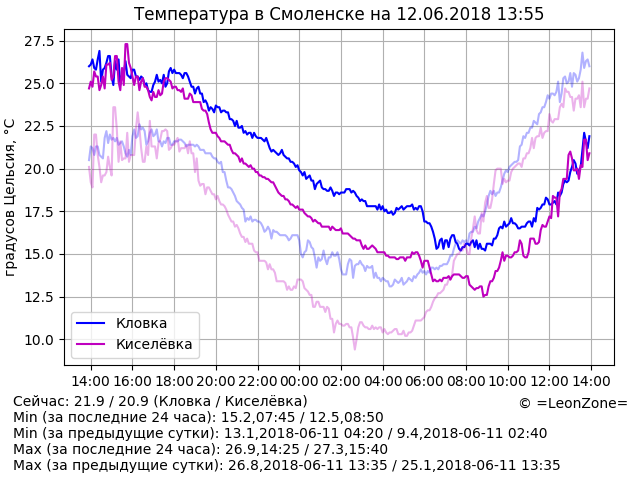 Температура в Смоленске на 12.06.2018 13:55
27.5
25.0
22.5
20.0
17.5
15.0
12.5
10.0
градусов Цельсия, °C
Кловка
Киселёвка
14:00 16:00 18:00 20:00 22:00 00:00 02:00 04:00 06:00 08:00 10:00 12:00 14:00
Сейчас: 21.9 / 20.9 (Кловка / Киселёвка)
© =LeonZone=
Min (за последние 24 часа): 15.2,07:45 / 12.5,08:50
Min (за предыдущие сутки): 13.1,2018-06-11 04:20 / 9.4,2018-06-11 02:40
Max (за последние 24 часа): 26.9,14:25 / 27.3,15:40
Max (за предыдущие сутки): 26.8,2018-06-11 13:35 / 25.1,2018-06-11 13:35